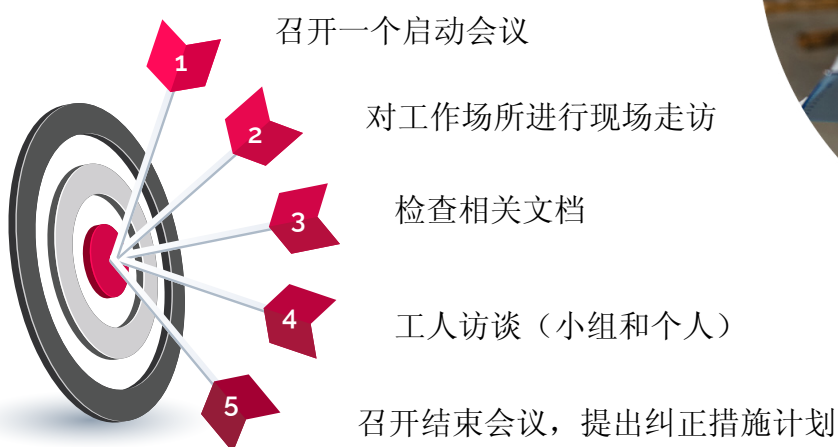 1 召开一个启动会议
2 对工作场所进行现场走访
3 检查相关文档
4 工人访谈（小组和个人）
5 召开结束会议，提出纠正措施计划